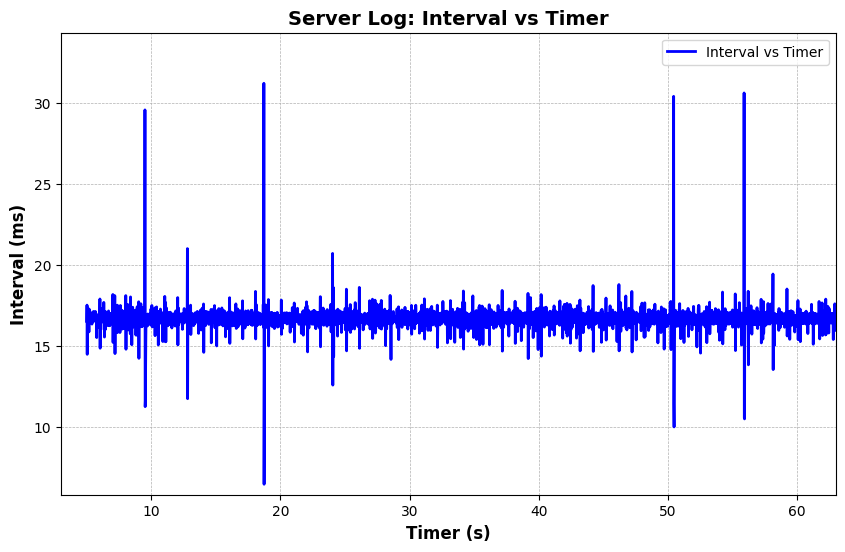 Server Log: Interval vs Timer
Interval vs Timer
30
25
20
15
10
Interval (ms)
10 20 30 40 50 60
Timer (s)